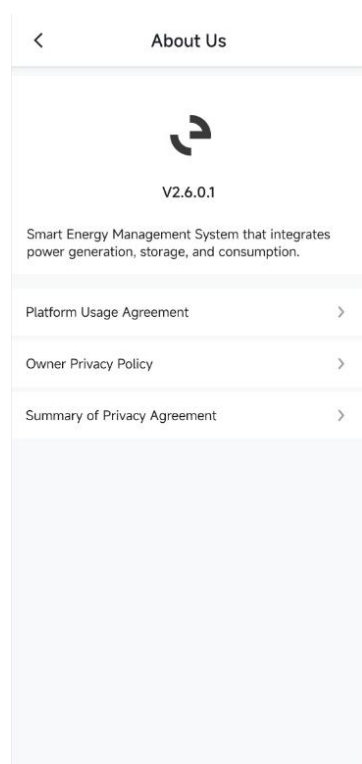 About Us
V2.6.0.1
Smart Energy Management System that integrates
power generation, storage, and consumption.
Platform Usage Agreement
Owner Privacy Policy
Summary of Privacy Agreement